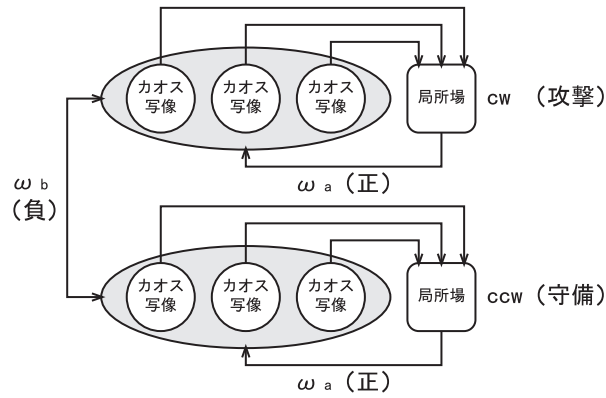 カオス 写像
カオス 写像
カオス 写像
局所場
cw （攻撃）
ω a （正）
ω b
（負）
カオス 写像
カオス 写像
カオス 写像
局所場
ccw （守備）
ω a （正）